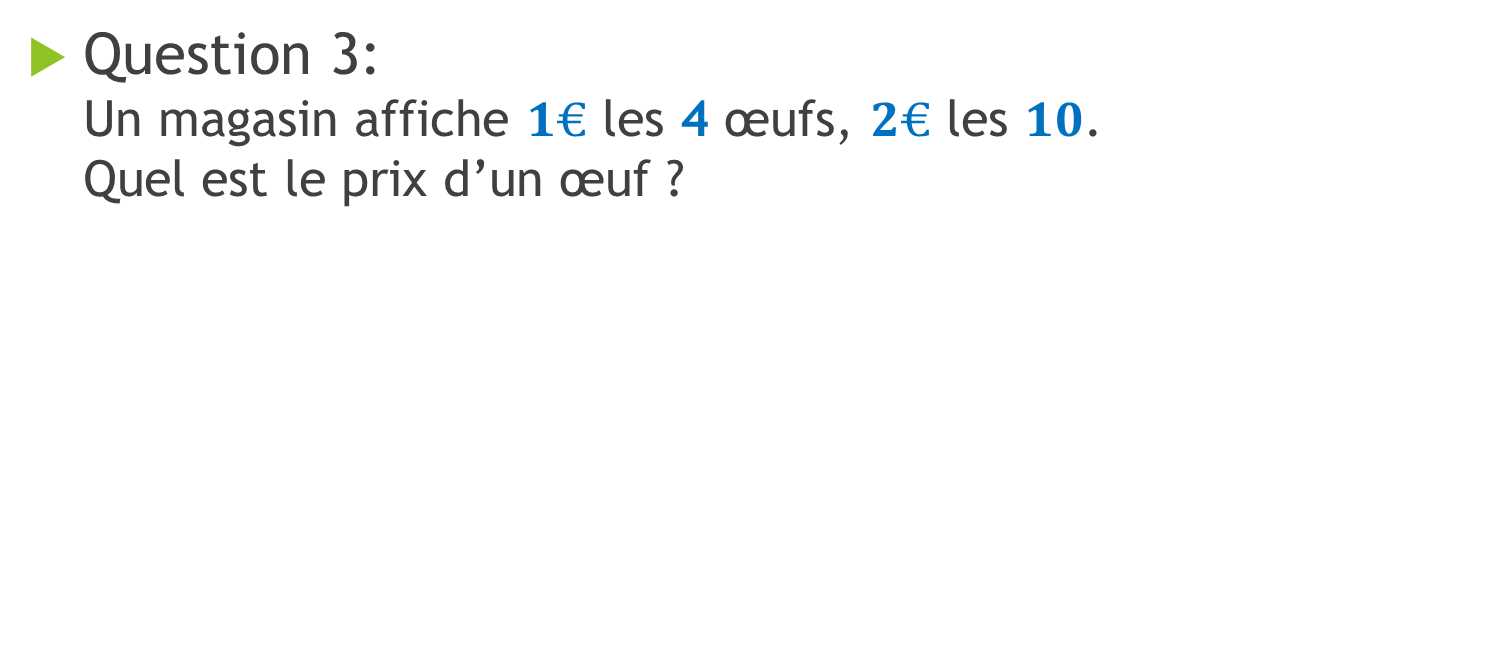 Question 3:
Un magasin affiche 1€ les 4 œufs, 2€ les 10.
Quel est le prix d’un œuf ?